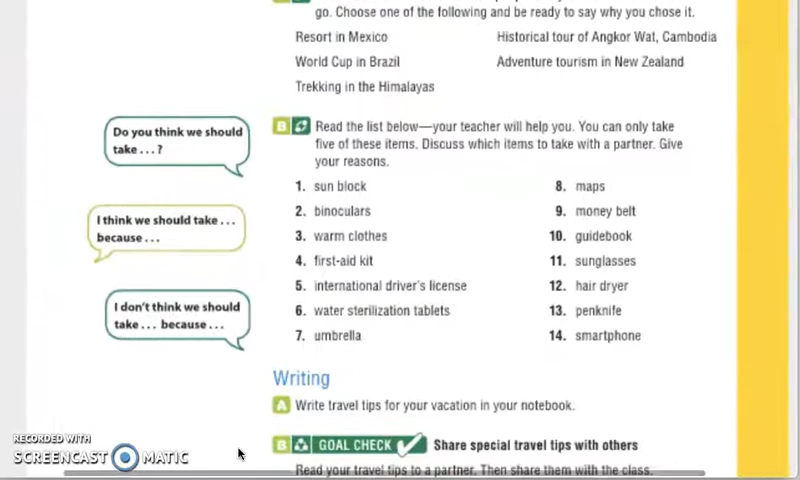 go. Choose one of the following and be ready to say why you chose it.
Resort in Mexico
Historical tour of Angkor Wat, Cambodia
World Cup in Brazil
Adventure tourism in New Zealand
Trekking in the Himalayas
Do you think we should
take . . . ?
B Read the list below—your teacher will help you. You can only take
five of these items. Discuss which items to take with a partner. Give
your reasons.
I think we should take . . .
because . . .
I don't think we should
take . . . because . . .
1. sun block
2. binoculars
3. warm clothes
4. first-aid kit
5. international driver's license
6. water sterilization tablets
7. umbrella
8. maps
9. money belt
10. guidebook
11. sunglasses
12. hair dryer
13. penknife
14. smartphone
Writing
A Write travel tips for your vacation in your notebook.
B GOAL CHECK Share special travel tips with others
Read your travel tips to a partner. Then share them with the class.
RECORDED WITH
SCREENCAST MATIC